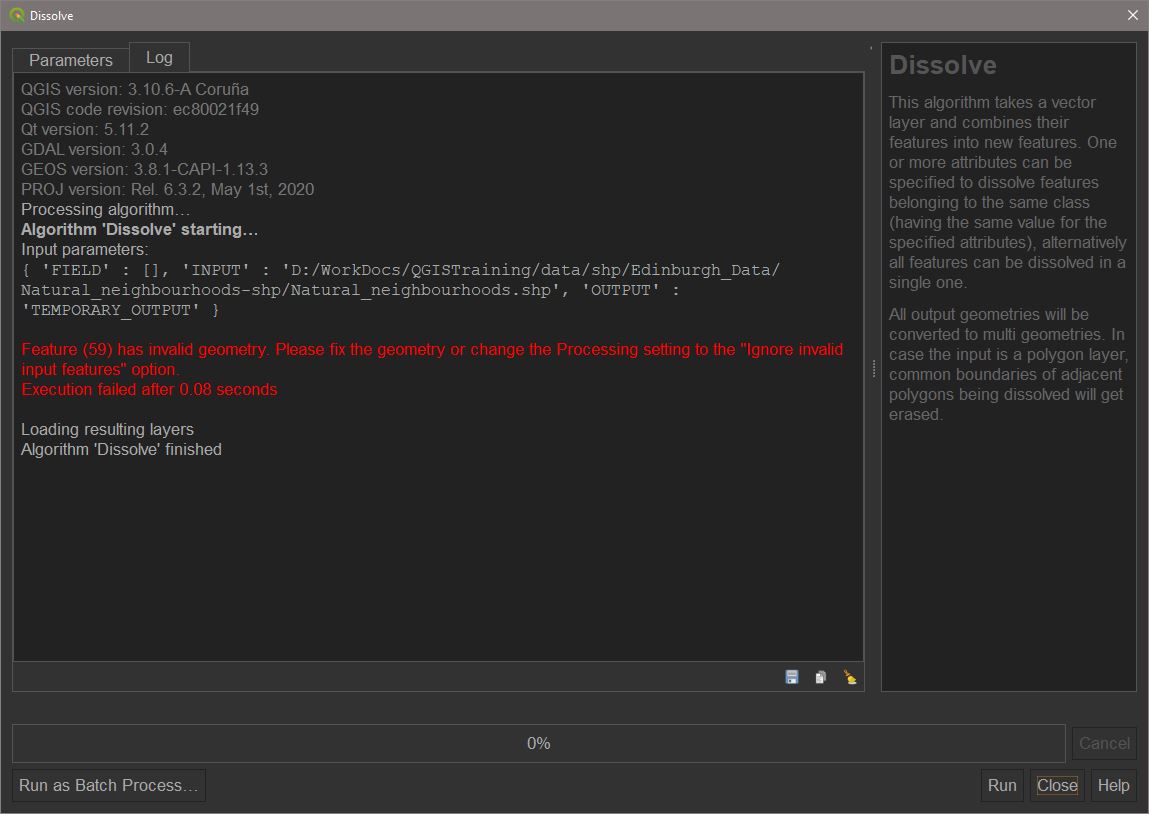 Dissolve
Parameters
Log
QGIS version: 3.10.6-A Coruña
QGIS code revision: ec80021f49
Qt version: 5.11.2
GDAL version: 3.0.4
GEOS version: 3.8.1-CAPI-1.13.3
PROJ version: Rel. 6.3.2, May 1st, 2020
Processing algorithm…
Algorithm 'Dissolve' starting…
Input parameters:
{ 'FIELD' : [], 'INPUT' : 'D:/WorkDocs/QGISTraining/data/shp/Edinburgh_Data/
Natural_neighbourhoods-shp/Natural_neighbourhoods.shp', 'OUTPUT' :
'TEMPORARY_OUTPUT' }
Feature (59) has invalid geometry. Please fix the geometry or change the Processing setting to the "Ignore invalid
input features" option.
Execution failed after 0.08 seconds
Loading resulting layers
Algorithm 'Dissolve' finished
Dissolve
This algorithm takes a vector
layer and combines their
features into new features. One
or more attributes can be
specified to dissolve features
belonging to the same class
(having the same value for the
specified attributes), alternatively
all features can be dissolved in a
single one.
All output geometries will be
converted to multi geometries. In
case the input is a polygon layer,
common boundaries of adjacent
polygons being dissolved will get
erased.
0%
Cancel
Run as Batch Process…
Run
Close
Help